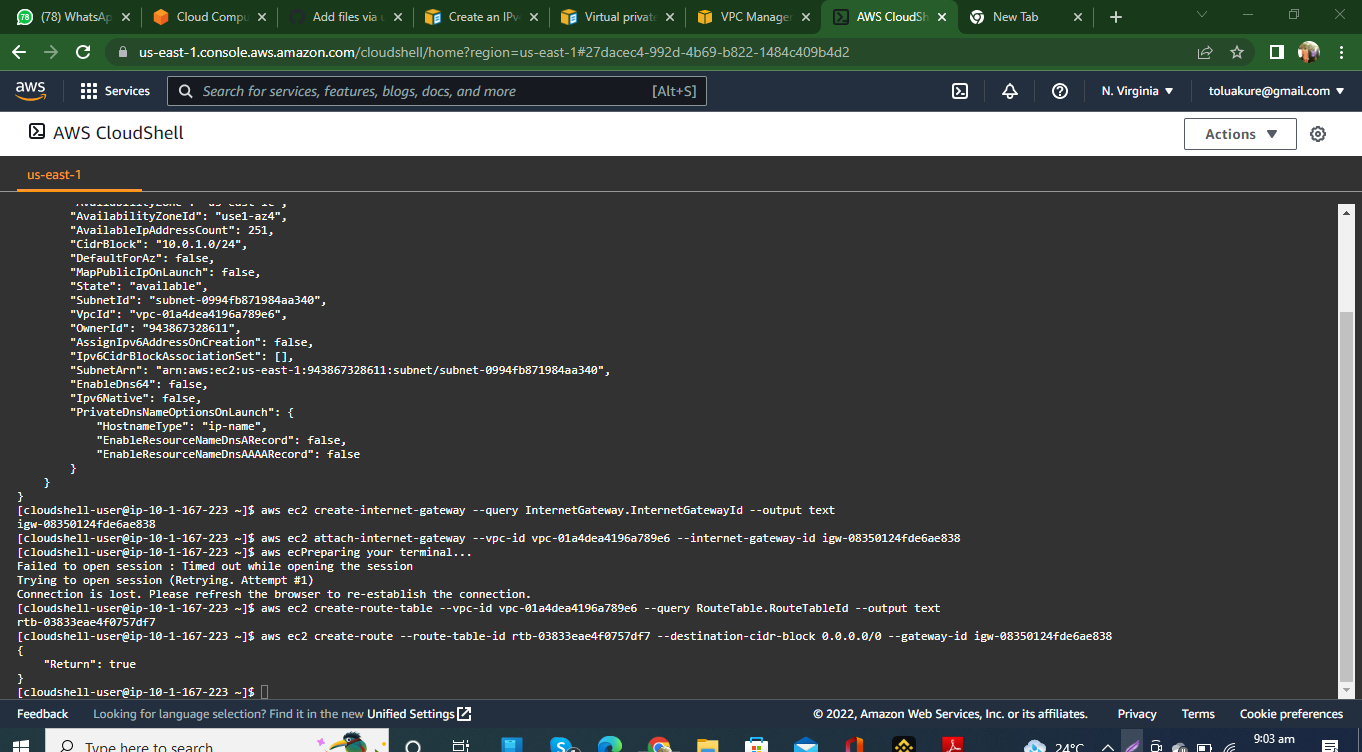 78
(78) WhatsAp
Cloud Compu
Add files via u
Create an IPv
Virtual private
VPC Manager
AWS CloudSh
New Tab
us-east-1.console.aws.amazon.com/cloudshell/home?region=us-east-1#27dacec4-992d-4b69-b822-1484c409b4d2
aws
Services
Search for services, features, blogs, docs, and more
[Alt+S]
N. Virginia
toluakure@gmail.com
AWS CloudShell
Actions
us-east-1
"AvailabilityZoneId": "use1-az4",
"AvailableIpAddressCount": 251,
"CidrBlock": "10.0.1.0/24",
"DefaultForAz": false,
"MapPublicIpOnLaunch": false,
"State": "available",
"SubnetId": "subnet-0994fb871984aa340",
"VpcId": "vpc-01a4dea4196a789e6",
"OwnerId": "943867328611",
"AssignIpv6AddressOnCreation": false,
"Ipv6CidrBlockAssociationSet": [],
"SubnetArn": "arn:aws:ec2:us-east-1:943867328611:subnet/subnet-0994fb871984aa340",
"EnableDns64": false,
"Ipv6Native": false,
"PrivateDnsNameOptionsOnLaunch": {
"HostnameType": "ip-name",
"EnableResourceNameDnsARecord": false,
"EnableResourceNameDnsAAAARecord": false
}
}
}
[cloudshell-user@ip-10-1-167-223 ~]$ aws ec2 create-internet-gateway --query InternetGateway.InternetGatewayId --output text
igw-08350124fde6ae838
[cloudshell-user@ip-10-1-167-223 ~]$ aws ec2 attach-internet-gateway --vpc-id vpc-01a4dea4196a789e6 --internet-gateway-id igw-08350124fde6ae838
[cloudshell-user@ip-10-1-167-223 ~]$ aws ecPreparing your terminal...
Failed to open session : Timed out while opening the session
Trying to open session (Retrying. Attempt #1)
Connection is lost. Please refresh the browser to re-establish the connection.
[cloudshell-user@ip-10-1-167-223 ~]$ aws ec2 create-route-table --vpc-id vpc-01a4dea4196a789e6 --query RouteTable.RouteTableId --output text
rtb-03833eae4f0757df7
[cloudshell-user@ip-10-1-167-223 ~]$ aws ec2 create-route --route-table-id rtb-03833eae4f0757df7 --destination-cidr-block 0.0.0.0/0 --gateway-id igw-08350124fde6ae838
{
"Return": true
}
[cloudshell-user@ip-10-1-167-223 ~]$
Feedback
Looking for language selection? Find it in the new Unified Settings
© 2022, Amazon Web Services, Inc. or its affiliates.
Privacy
Terms
Cookie preferences
Type here to search
24°C
9:03 am